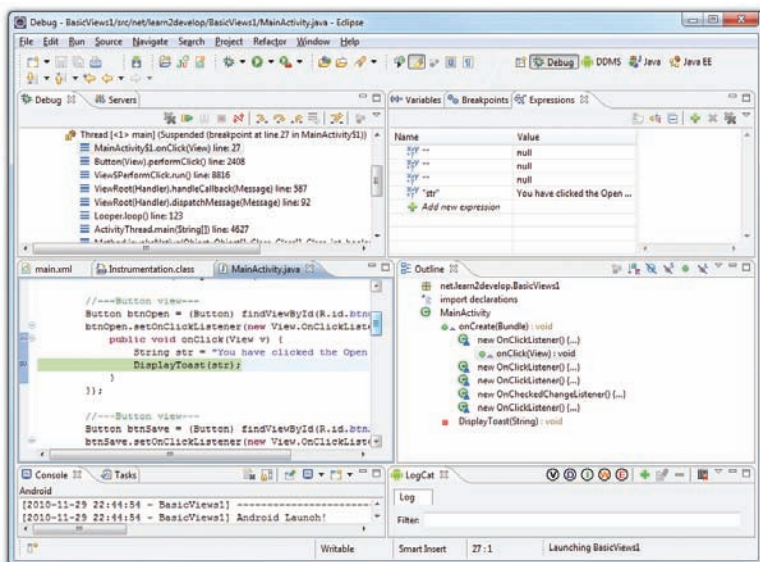 Debug - BasicViews1/src/net/learn2develop/BasicViews1/MainActivity.java - Eclipse
File Edit Run Source Navigate Search Project Refactor Window Help
Debug DDMS Java Java EE
Debug Servers
Thread [<1> main] (Suspended (breakpoint at line 27 in MainActivity$1))
MainActivity$1.onClick(View) line: 27
Button(View).performClick() line: 2408
View$PerformClick.run() line: 8816
ViewRoot(Handler).handleCallback(Message) line: 587
ViewRoot(Handler).dispatchMessage(Message) line: 92
Looper.loop() line: 123
ActivityThread.main(String[]) line: 4627
Variables Breakpoints Expressions
Name Value
"" null
"" null
"" null
"str" You have clicked the Open ...
Add new expression
main.xml Instrumentation.class MainActivity.java
//---Button view---
Button btnOpen = (Button) findViewById(R.id.btn
btnOpen.setOnClickListener(new View.OnClickList
public void onClick(View v) {
String str = "You have clicked the Open
DisplayToast(str);
}
});
//---Button view---
Button btnSave = (Button) findViewById(R.id.btn
btnSave.setOnClickListener(new View.OnClickList
Outline
net.learn2develop.BasicViews1
import declarations
MainActivity
onCreate(Bundle) : void
new OnClickListener() {...}
onClick(View) : void
new OnClickListener() {...}
new OnClickListener() {...}
new OnClickListener() {...}
new OnCheckedChangeListener() {...}
new OnClickListener() {...}
DisplayToast(String) : void
Console Tasks
Android
[2010-11-29 22:44:54 - BasicViews1] ------------------------------
[2010-11-29 22:44:54 - BasicViews1] Android Launch!
LogCat
V D I W E
Log
Filter:
Writable Smart Insert 27 : 1 Launching BasicViews1